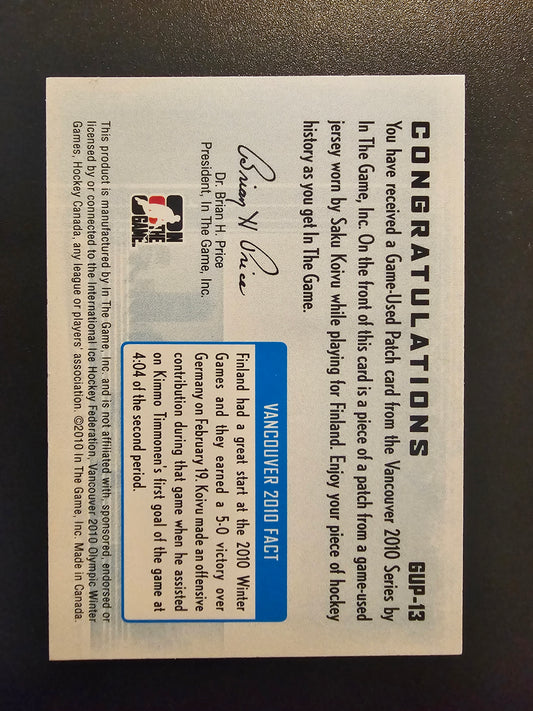 CONGRATULATIONS GUP-13
You have received a Game-Used Patch card from the Vancouver 2010 Series by
In The Game, Inc. On the front of this card is a piece of a patch from a game-used
jersey worn by Saku Koivu while playing for Finland. Enjoy your piece of hockey
history as you get In The Game.
Brian H Price
Dr. Brian H. Price
President, In The Game, Inc.
IN
THE
GAME
VANCOUVER 2010 FACT
Finland had a great start at the 2010 Winter
Games and they earned a 5-0 victory over
Germany on February 19. Koivu made an offensive
contribution during that game when he assisted
on Kimmo Timmonen's first goal of the game at
4:04 of the second period.
This product is manufactured by In The Game, Inc. and is not affiliated with, sponsored, endorsed or
licensed by or connected to the International Ice Hockey Federation, Vancouver 2010 Olympic Winter
Games, Hockey Canada, any league or players' association. ©2010 In The Game, Inc. Made in Canada.